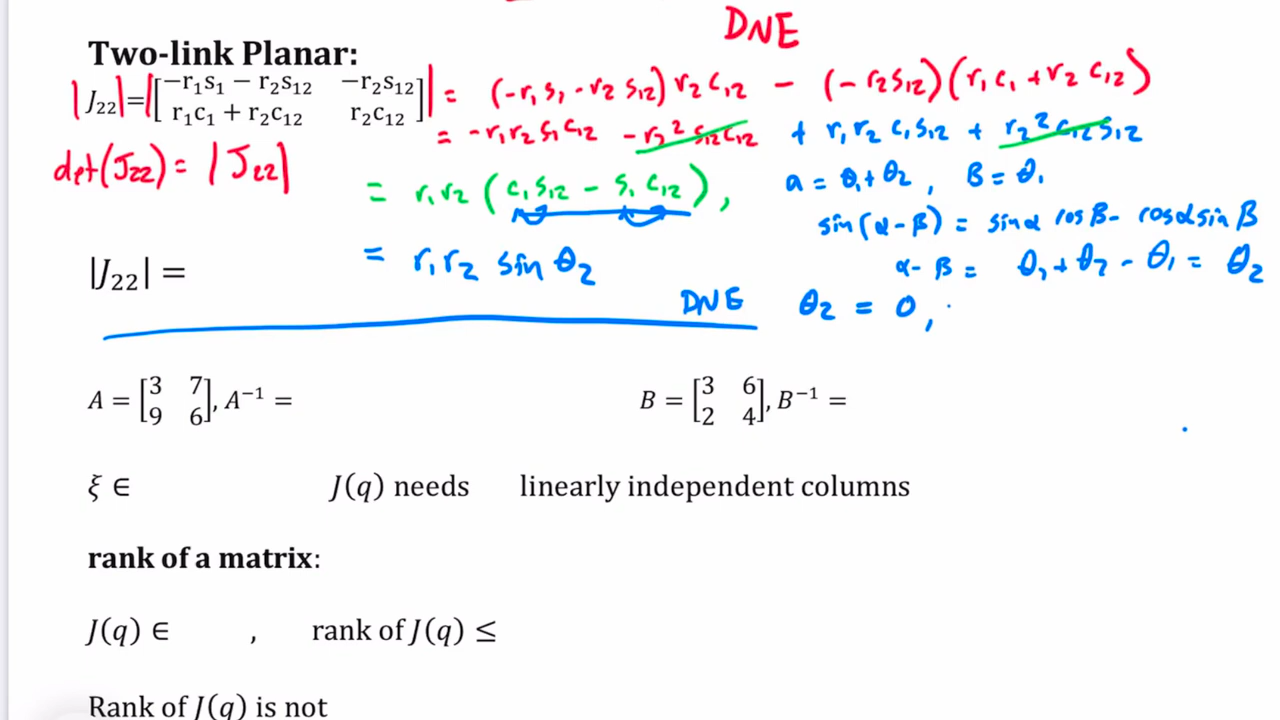 DNE
Two-link Planar:
|J₂₂|=|[−r₁s₁ − r₂s₁₂ −r₂s₁₂; r₁c₁ + r₂c₁₂ r₂c₁₂]| = (-r₁s₁ - r₂s₁₂) r₂c₁₂ - (-r₂s₁₂)(r₁c₁ + r₂c₁₂)
= -r₁r₂s₁c₁₂ - r₂²s₁₂c₁₂ + r₁r₂c₁s₁₂ + r₂²c₁₂s₁₂
det(J₂₂) = |J₂₂|
= r₁r₂(c₁s₁₂ - s₁c₁₂), α = θ₁+θ₂, β = θ₁
sin(α-β) = sinα cosβ - cosα sinβ
|J₂₂| = = r₁r₂ sin θ₂ α-β = θ₁+θ₂-θ₁ = θ₂
DNE θ₂ = 0,
A = [3 7; 9 6], A⁻¹ = B = [3 6; 2 4], B⁻¹ =
ξ ∈ J(q) needs linearly independent columns
rank of a matrix:
J(q) ∈ , rank of J(q) ≤
Rank of J(q) is not